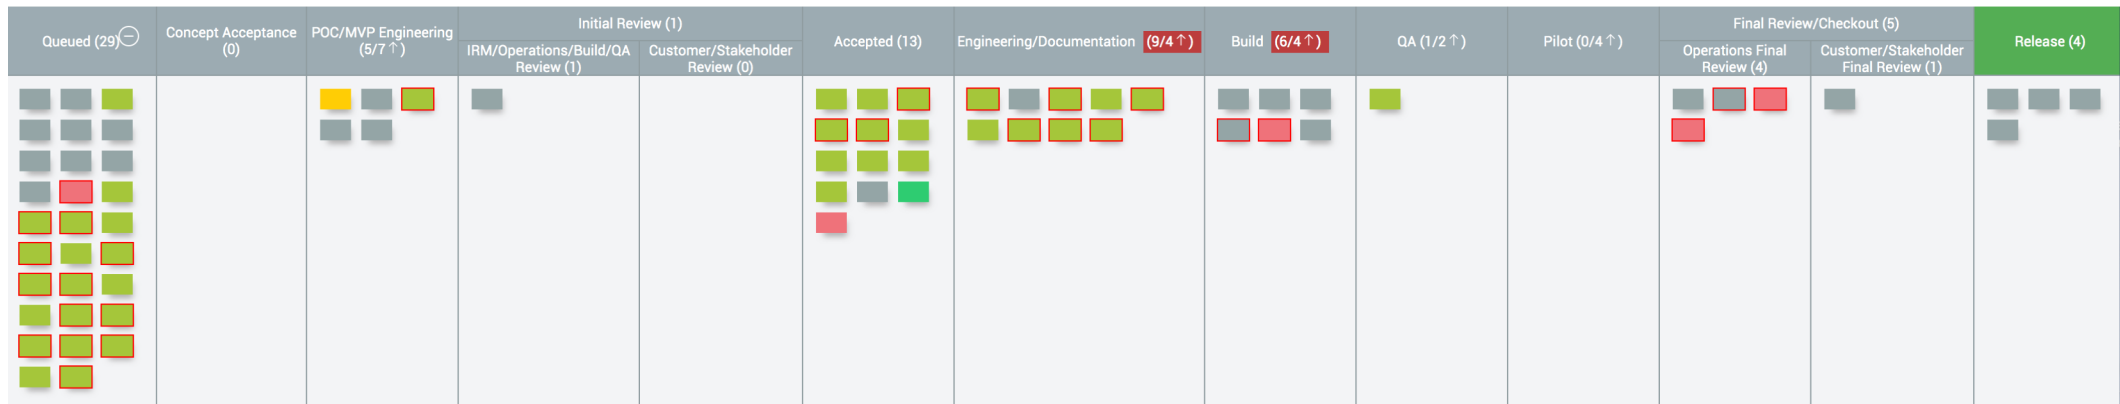 Queued (29)
Concept Acceptance
(0)
POC/MVP Engineering
(5/7 ↑)
Initial Review (1)
IRM/Operations/Build/QA
Review (1)
Customer/Stakeholder
Review (0)
Accepted (13)
Engineering/Documentation (9/4 ↑)
Build (6/4 ↑)
QA (1/2 ↑)
Pilot (0/4 ↑)
Final Review/Checkout (5)
Operations Final
Review (4)
Customer/Stakeholder
Final Review (1)
Release (4)